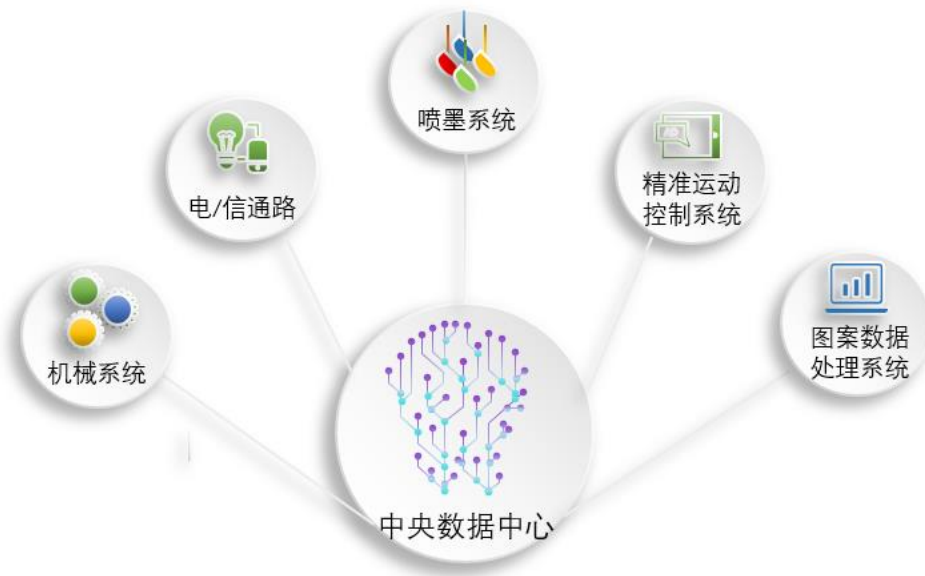 喷墨系统
电/信通路
精准运动
控制系统
机械系统
图案数据
处理系统
中央数据中心